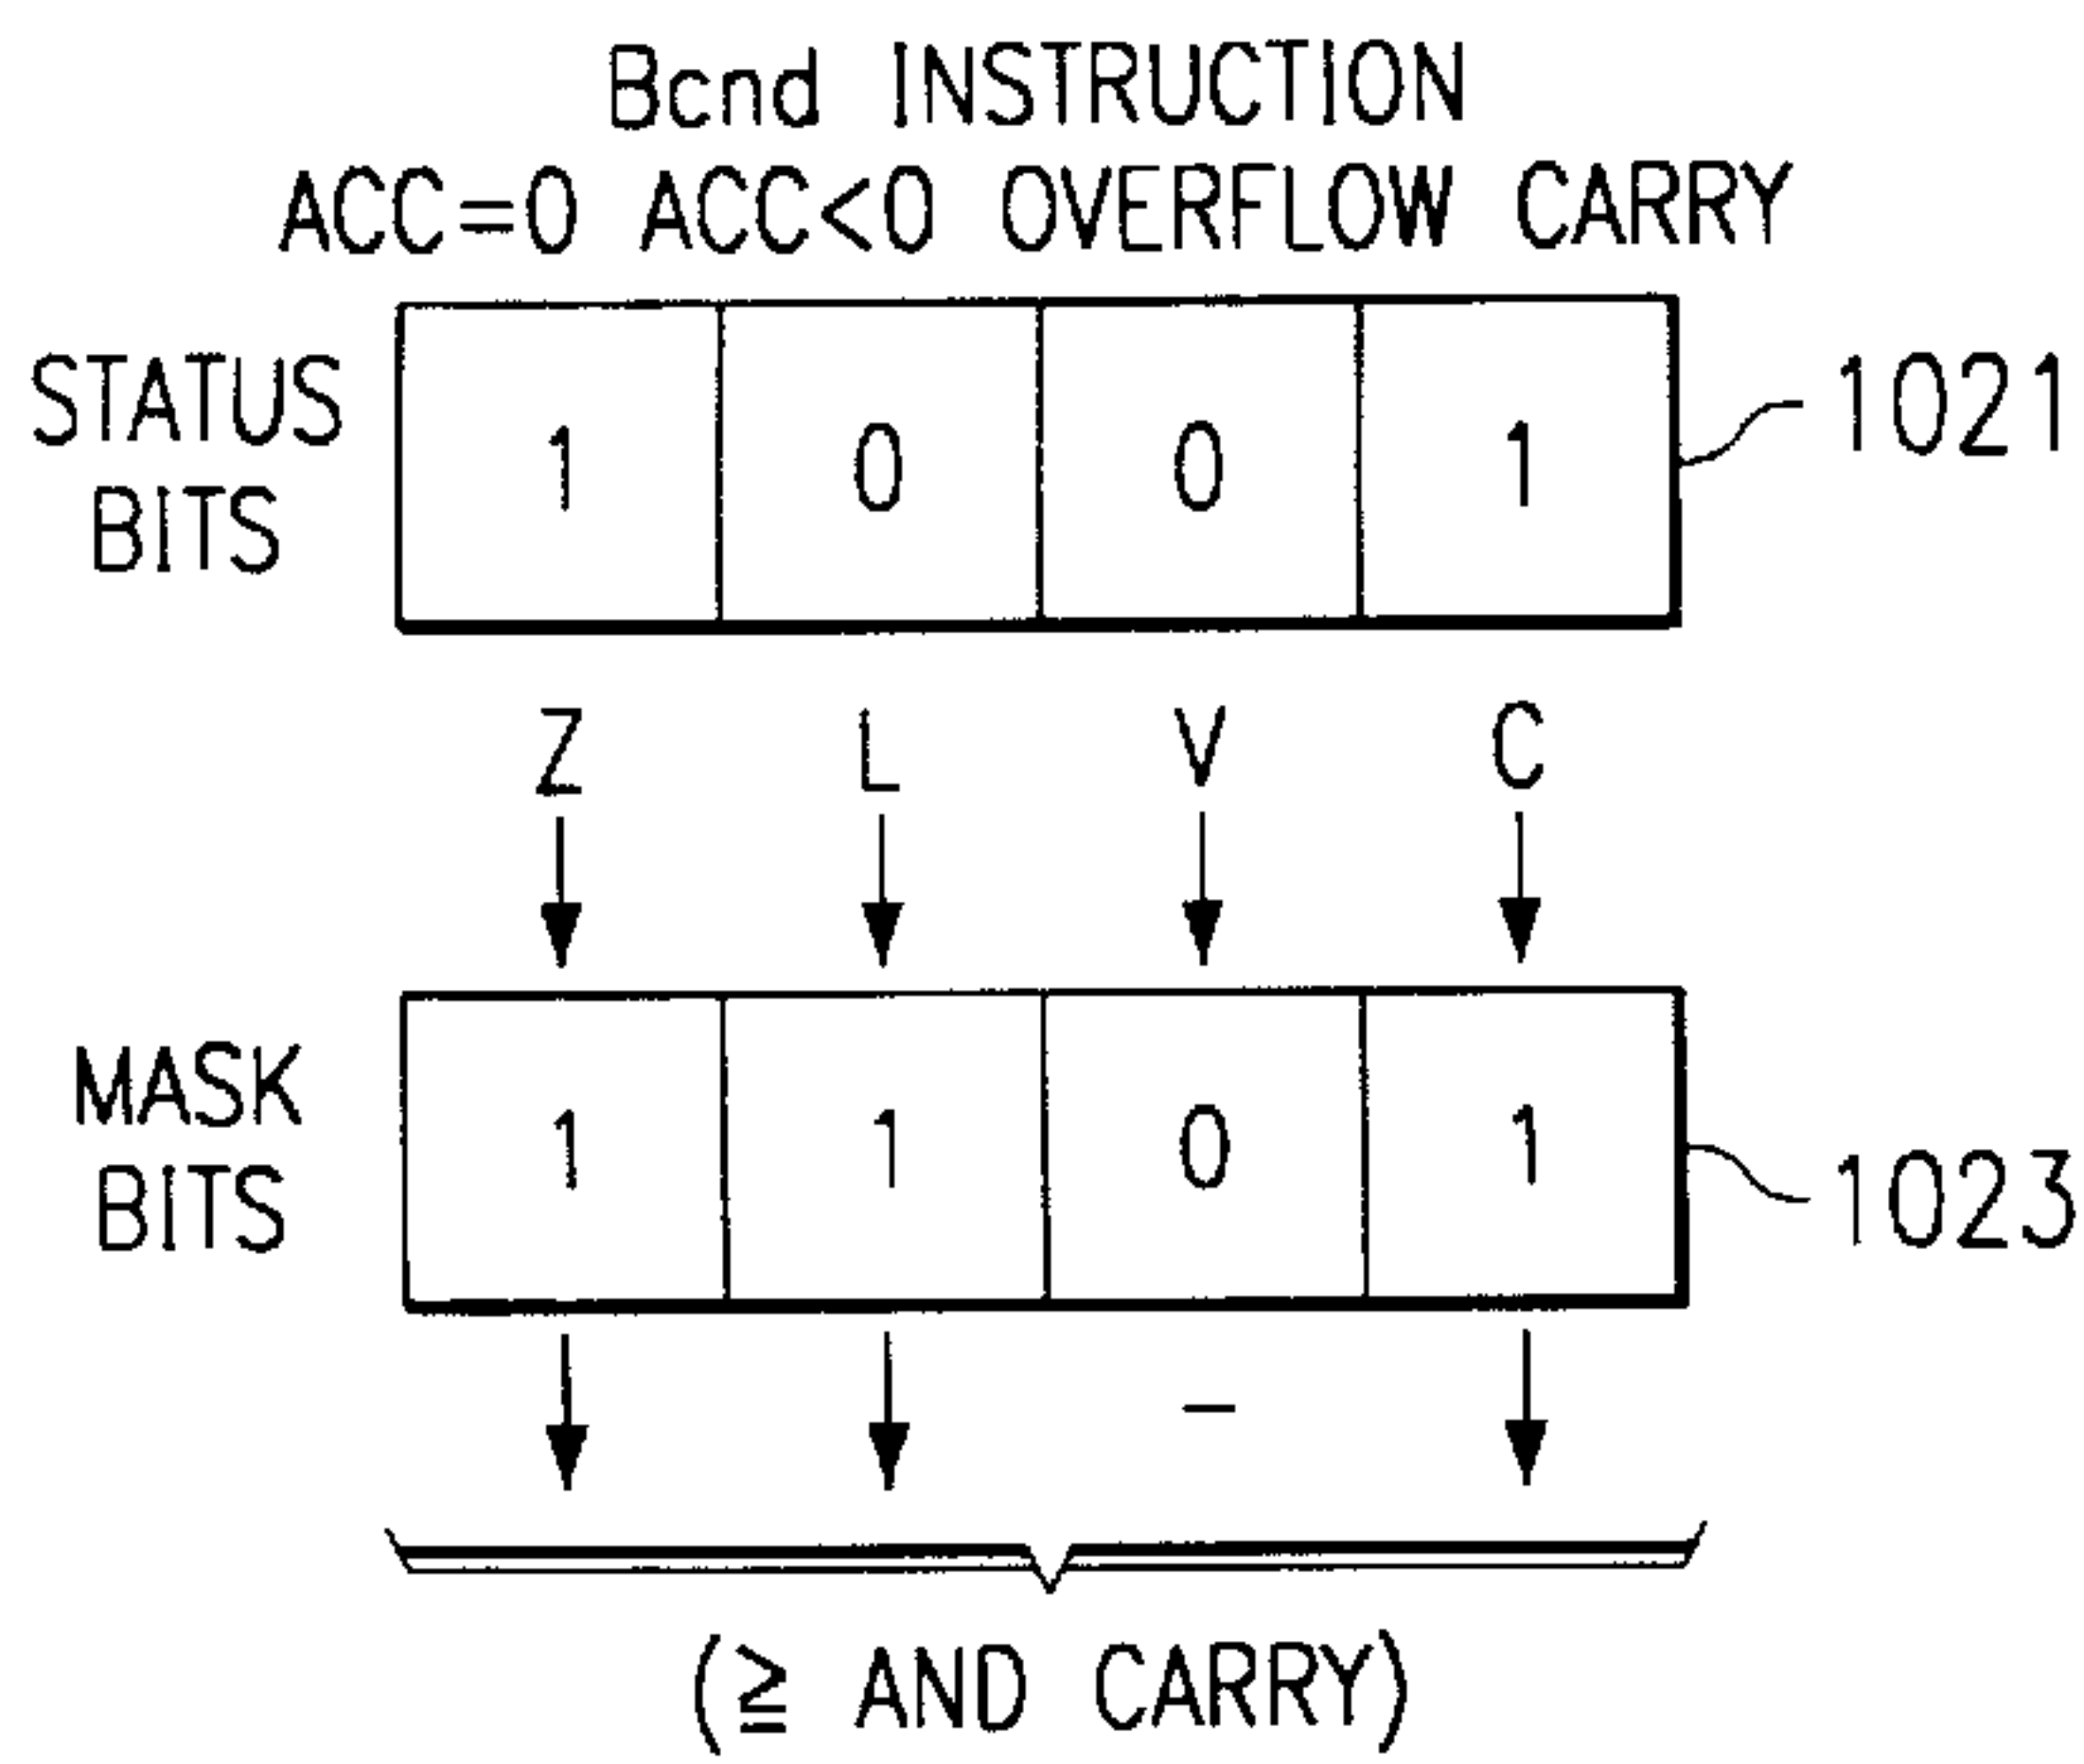 Bcnd INSTRUCTION
ACC=0 ACC<0 OVERFLOW CARRY
STATUS BITS
1 0 0 1
1021
Z L V C
MASK BITS
1 1 0 1
1023
–
(≧ AND CARRY)